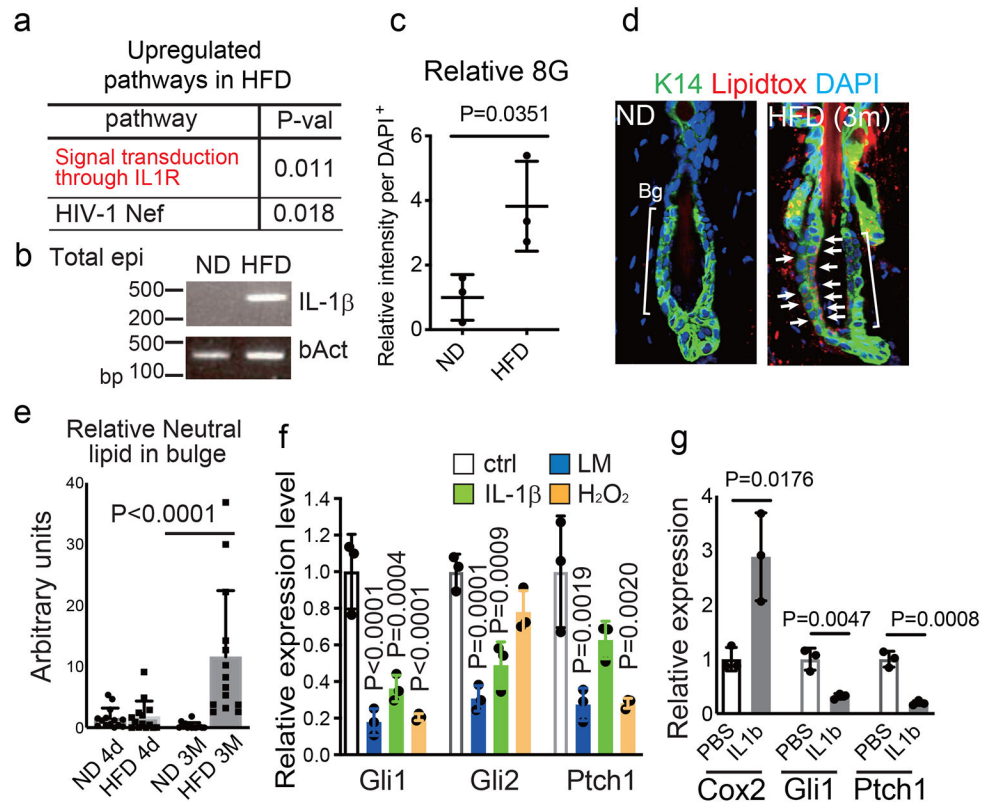 a
Upregulated
pathways in HFD
pathway P-val
Signal transduction
through IL1R
0.011
HIV-1 Nef 0.018
b
Total epi
ND HFD
500
200
IL-1β
500
100
bp
bAct
c
Relative 8G
P=0.0351
Relative intensity per DAPI+
8
6
4
2
0
ND
HFD
d
K14 Lipidtox DAPI
ND
Bg
HFD (3m)
e
Relative Neutral
lipid in bulge
P<0.0001
Arbitrary units
40
30
20
10
0
ND 4d
HFD 4d
ND 3M
HFD 3M
f
ctrl
LM
IL-1β
H₂O₂
Relative expression level
1.4
1.2
1.0
0.8
0.6
0.4
0.2
0
P<0.0001
P=0.0004
P<0.0001
P=0.0001
P=0.0009
P=0.0019
P=0.0020
Gli1
Gli2
Ptch1
g
Relative expression
4
3
2
1
0
P=0.0176
P=0.0047
P=0.0008
PBS
IL1b
PBS
IL1b
PBS
IL1b
Cox2
Gli1
Ptch1